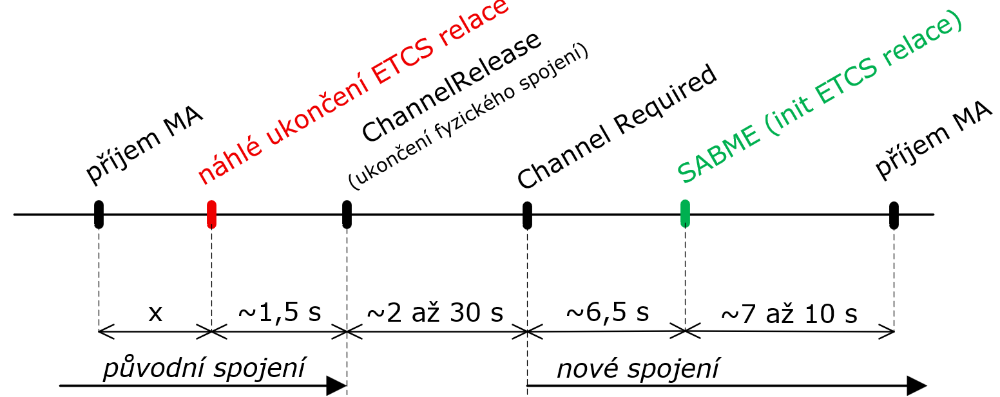 příjem MA
náhlé ukončení ETCS relace
ChannelRelease
(ukončení fyzického spojení)
Channel Required
SABME (init ETCS relace)
příjem MA
x
~1,5 s
~2 až 30 s
~6,5 s
~7 až 10 s
původní spojení
nové spojení